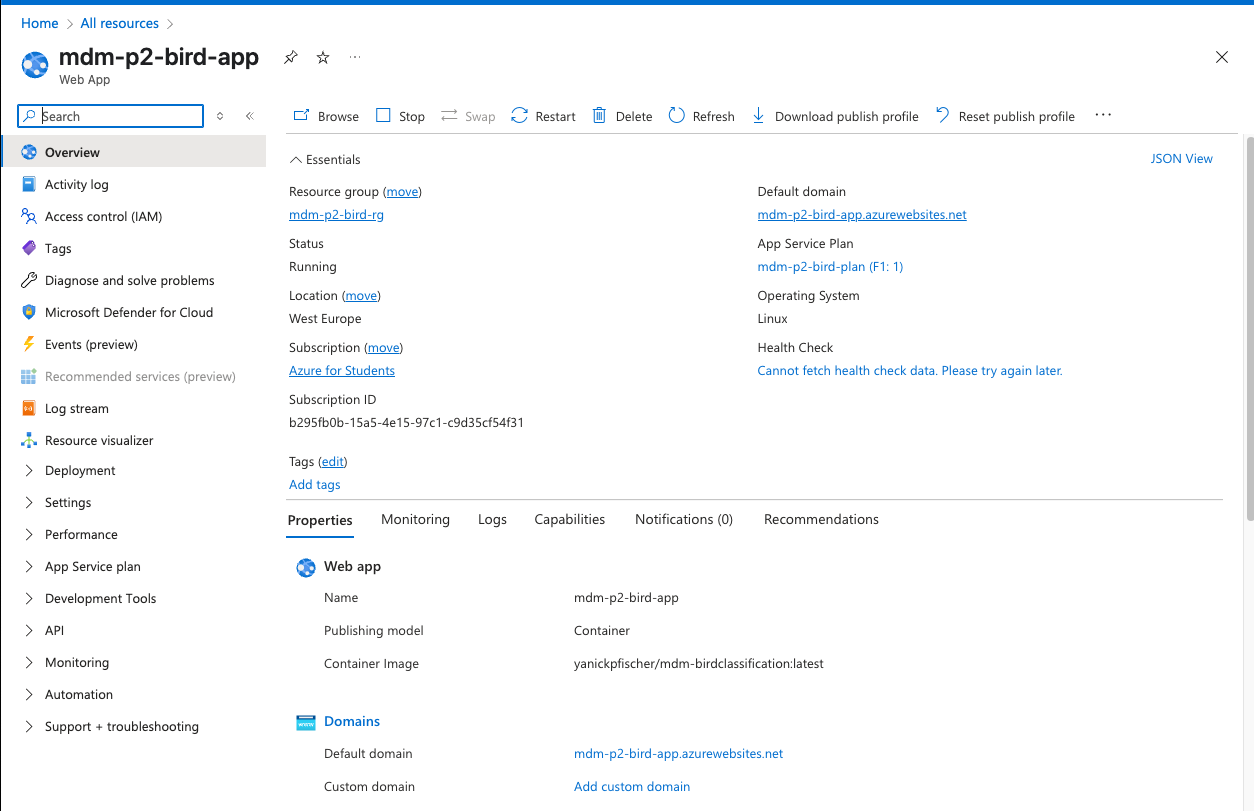 Home > All resources >
mdm-p2-bird-app
Web App
Search
Overview
Activity log
Access control (IAM)
Tags
Diagnose and solve problems
Microsoft Defender for Cloud
Events (preview)
Recommended services (preview)
Log stream
Resource visualizer
Deployment
Settings
Performance
App Service plan
Development Tools
API
Monitoring
Automation
Support + troubleshooting
Browse Stop Swap Restart Delete Refresh Download publish profile Reset publish profile
Essentials
JSON View
Resource group (move)
mdm-p2-bird-rg
Status
Running
Location (move)
West Europe
Subscription (move)
Azure for Students
Subscription ID
b295fb0b-15a5-4e15-97c1-c9d35cf54f31
Default domain
mdm-p2-bird-app.azurewebsites.net
App Service Plan
mdm-p2-bird-plan (F1: 1)
Operating System
Linux
Health Check
Cannot fetch health check data. Please try again later.
Tags (edit)
Add tags
Properties Monitoring Logs Capabilities Notifications (0) Recommendations
Web app
Name mdm-p2-bird-app
Publishing model Container
Container Image yanickpfischer/mdm-birdclassification:latest
www
Domains
Default domain mdm-p2-bird-app.azurewebsites.net
Custom domain Add custom domain